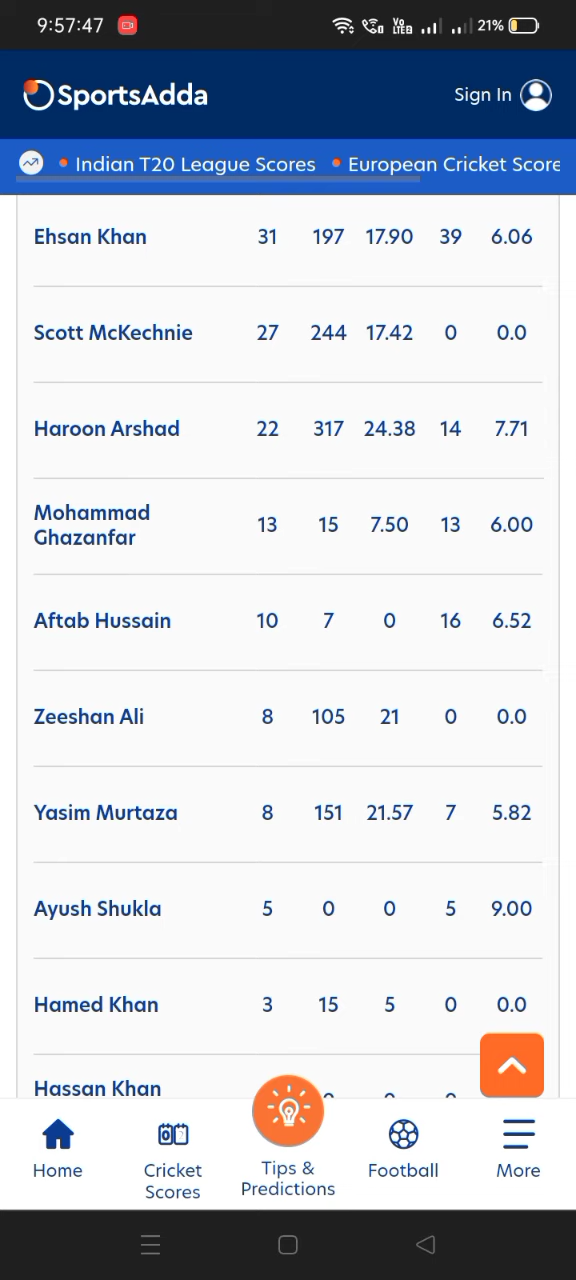 9:57:47
Vo LTE
21%
SportsAdda
Sign In
Indian T20 League Scores
European Cricket Score
Ehsan Khan 31 197 17.90 39 6.06
Scott McKechnie 27 244 17.42 0 0.0
Haroon Arshad 22 317 24.38 14 7.71
Mohammad
Ghazanfar 13 15 7.50 13 6.00
Aftab Hussain 10 7 0 16 6.52
Zeeshan Ali 8 105 21 0 0.0
Yasim Murtaza 8 151 21.57 7 5.82
Ayush Shukla 5 0 0 5 9.00
Hamed Khan 3 15 5 0 0.0
Hassan Khan
Home
Cricket
Scores
Tips &
Predictions
Football
More